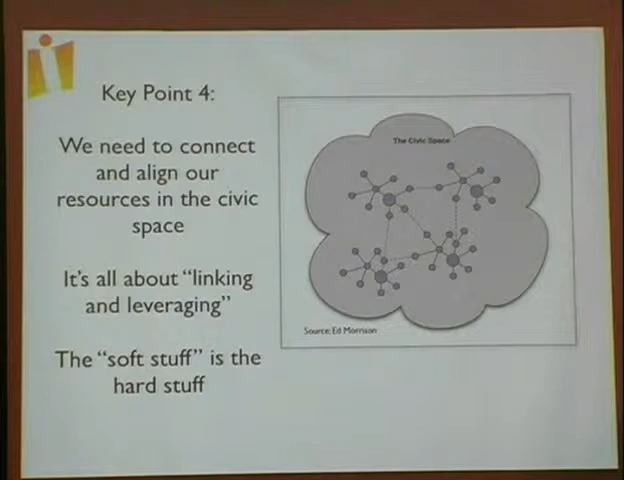 Key Point 4:
We need to connect
and align our
resources in the civic
space
It's all about "linking
and leveraging"
The "soft stuff" is the
hard stuff
The Civic Space
Source: Ed Morrison